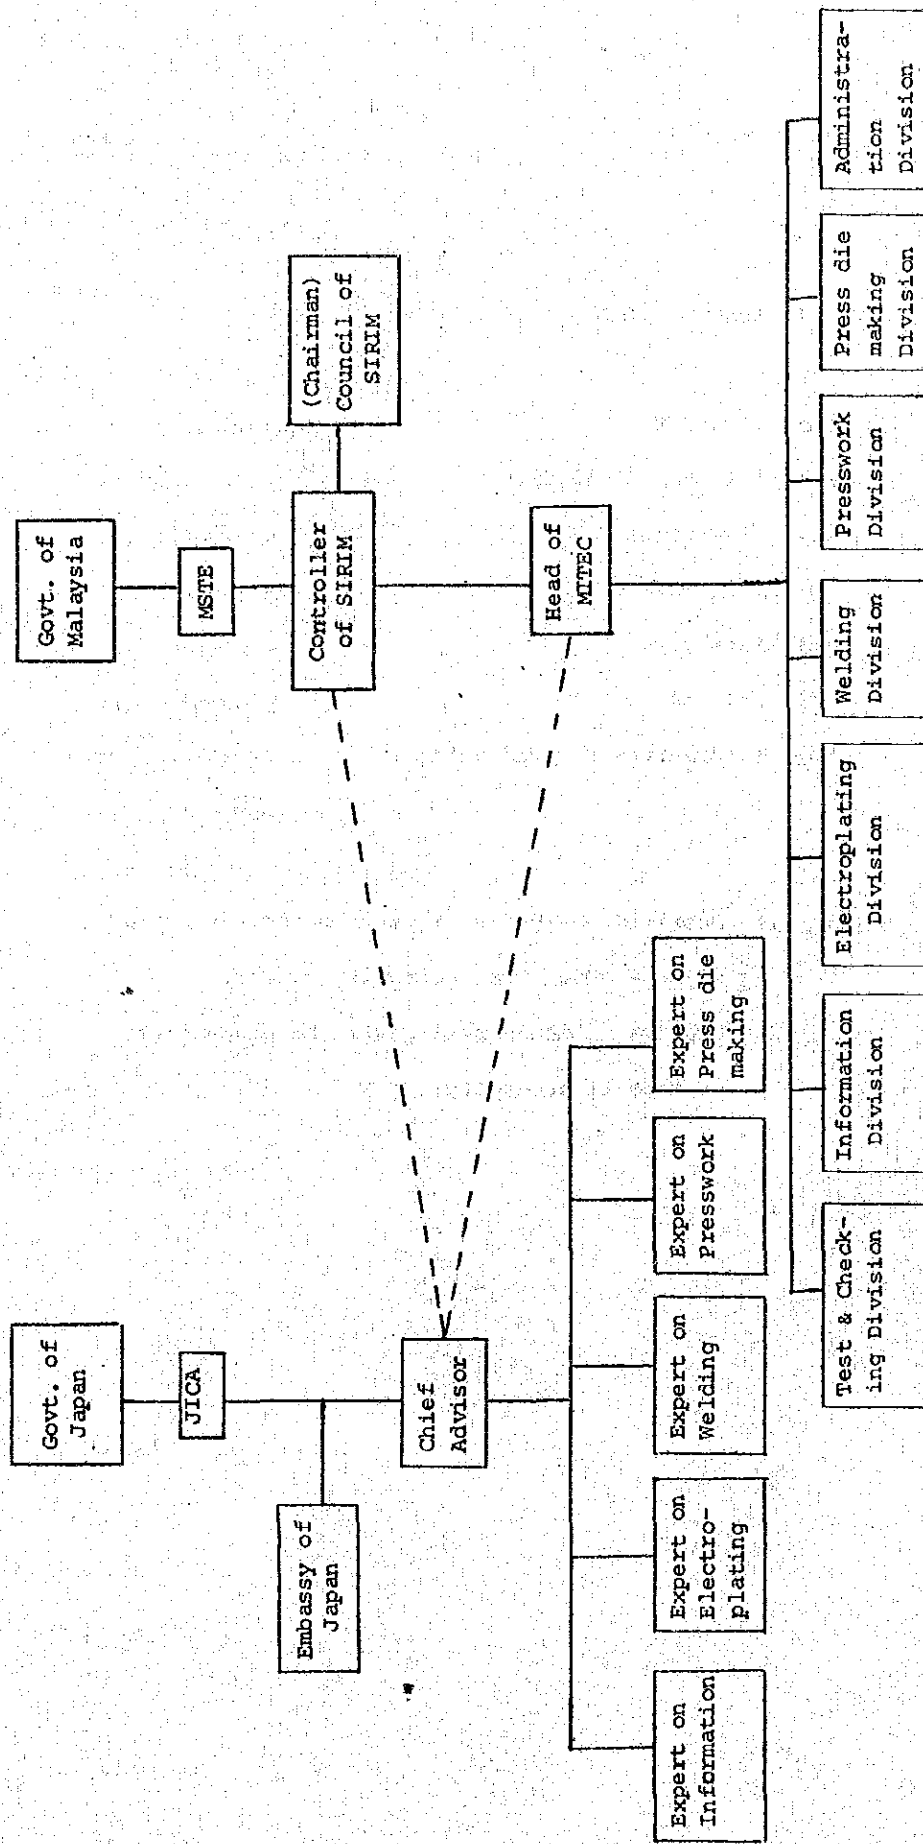 Govt. of
Japan
JICA
Embassy of
Japan
Chief
Advisor
Expert on
Information
Expert on
Electro-
plating
Expert on
Welding
Expert on
Presswork
Expert on
Press die
making
Govt. of
Malaysia
MSTE
Controller
of SIRIM
(Chairman)
Council of
SIRIM
Head of
MITEC
Test & Check-
ing Division
Information
Division
Electroplating
Division
Welding
Division
Presswork
Division
Press die
making
Division
Administra-
tion
Division